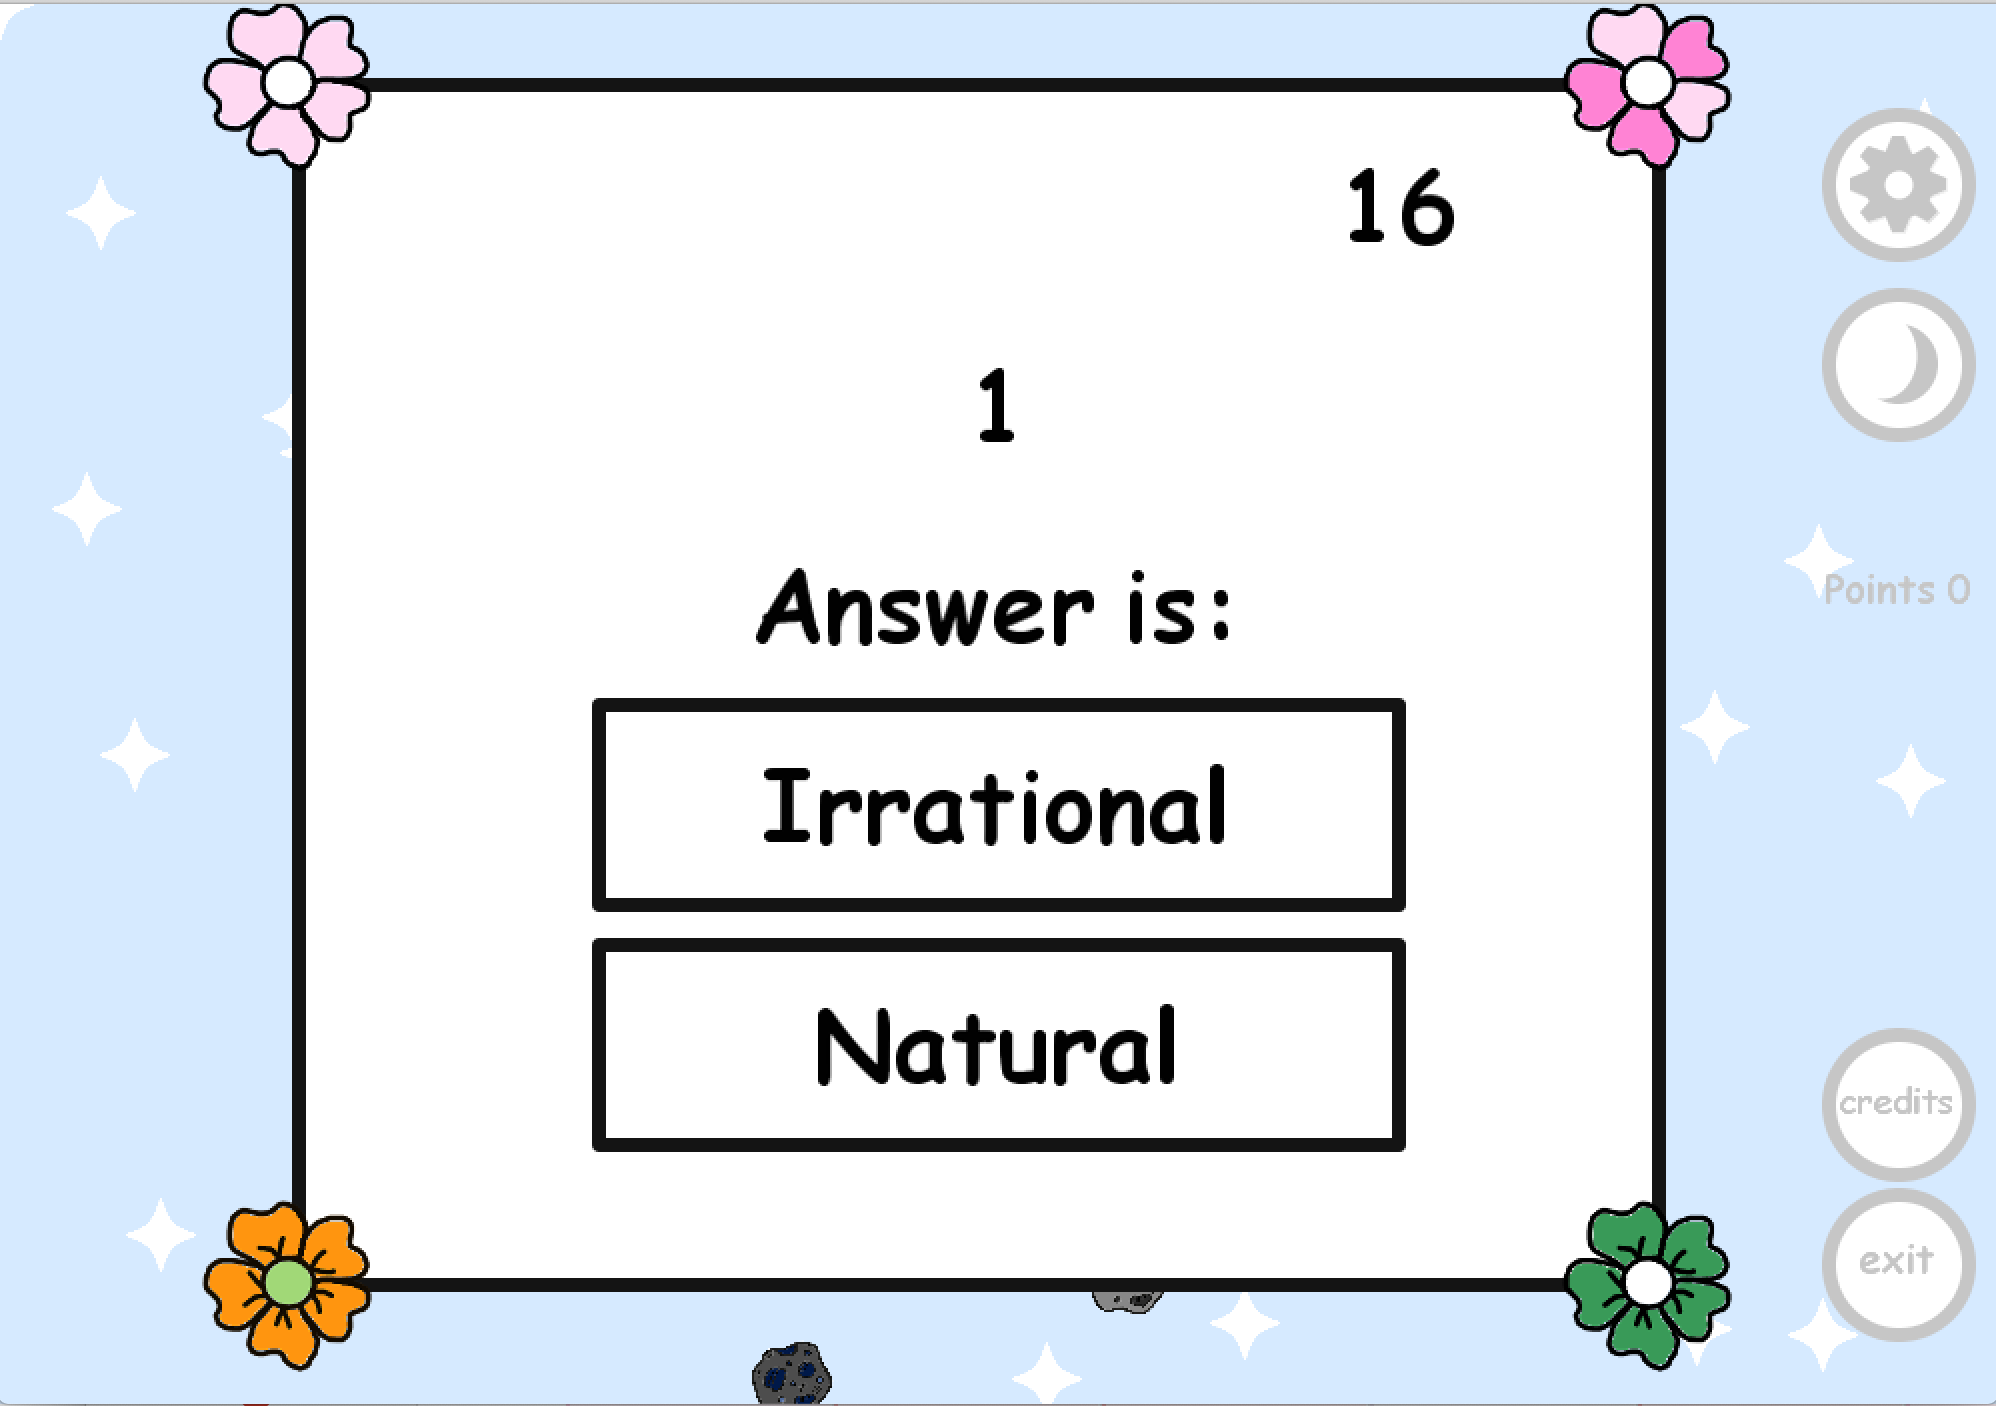 16
1
Answer is:
Irrational
Natural
Points 0
credits
exit